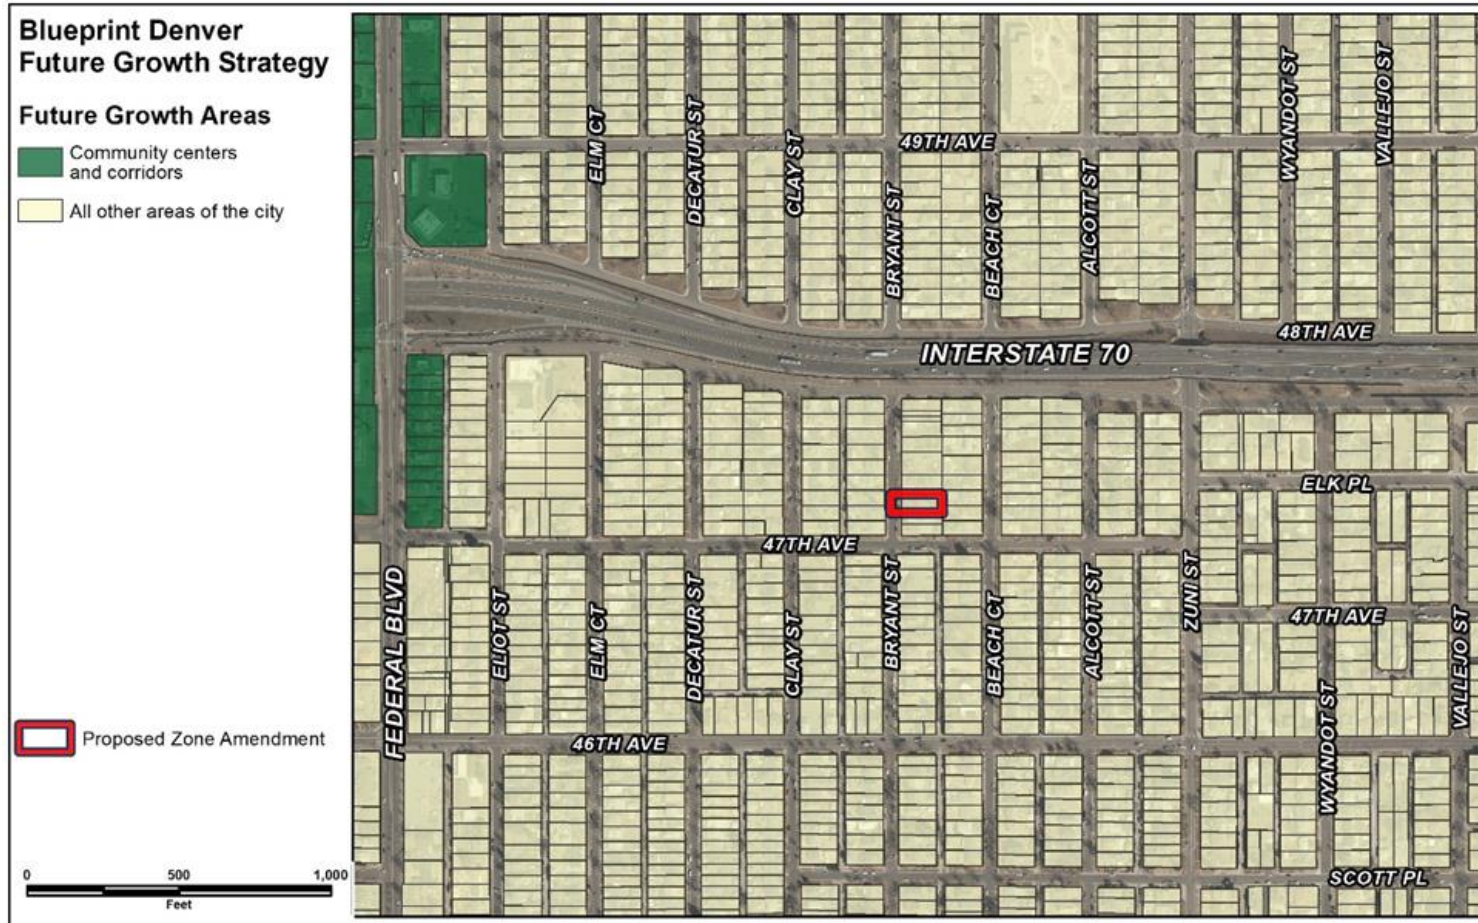 Blueprint Denver
Future Growth Strategy
Future Growth Areas
Community centers
and corridors
All other areas of the city
Proposed Zone Amendment
0 500 1,000
Feet
WYANDOT ST
VALLEJO ST
ELM CT
DECATUR ST
CLAY ST
49TH AVE
BRYANT ST
BEACH CT
ALCOTT ST
48TH AVE
INTERSTATE 70
ELK PL
47TH AVE
FEDERAL BLVD
ELIOT ST
ELM CT
DECATUR ST
CLAY ST
BRYANT ST
BEACH CT
ALCOTT ST
ZUNI ST
47TH AVE
WYANDOT ST
VALLEJO ST
46TH AVE
SCOTT PL